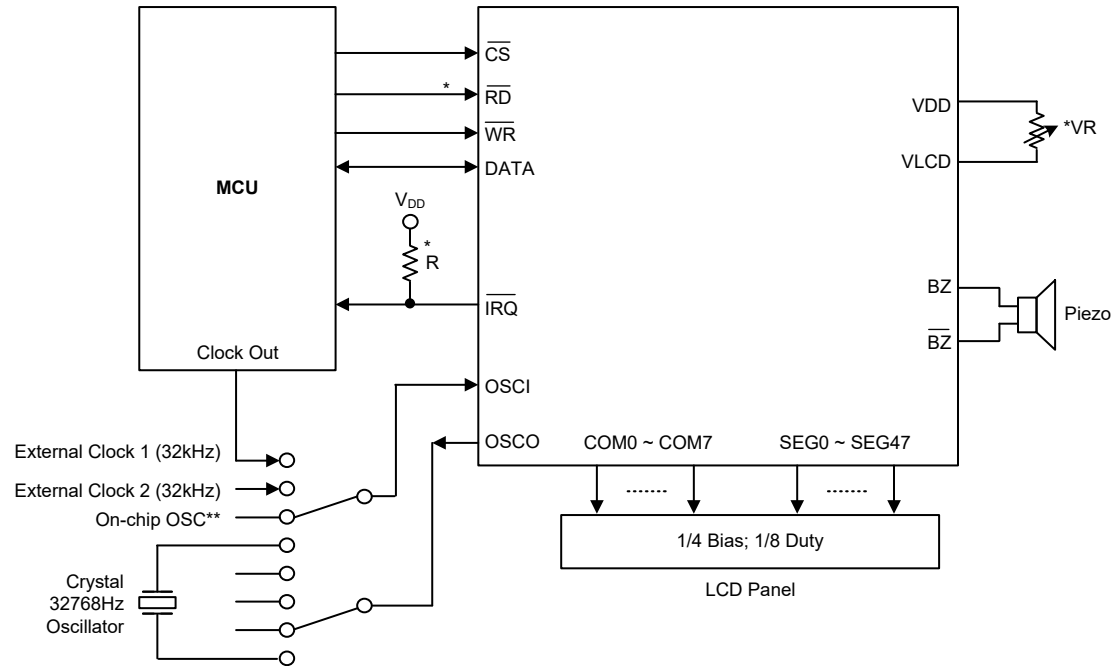 MCU
Clock Out
CS
*
RD
WR
DATA
VDD
*
R
IRQ
OSCI
OSCO
VDD
*VR
VLCD
BZ
BZ
Piezo
COM0 ~ COM7
SEG0 ~ SEG47
1/4 Bias; 1/8 Duty
LCD Panel
External Clock 1 (32kHz)
External Clock 2 (32kHz)
On-chip OSC**
Crystal
32768Hz
Oscillator